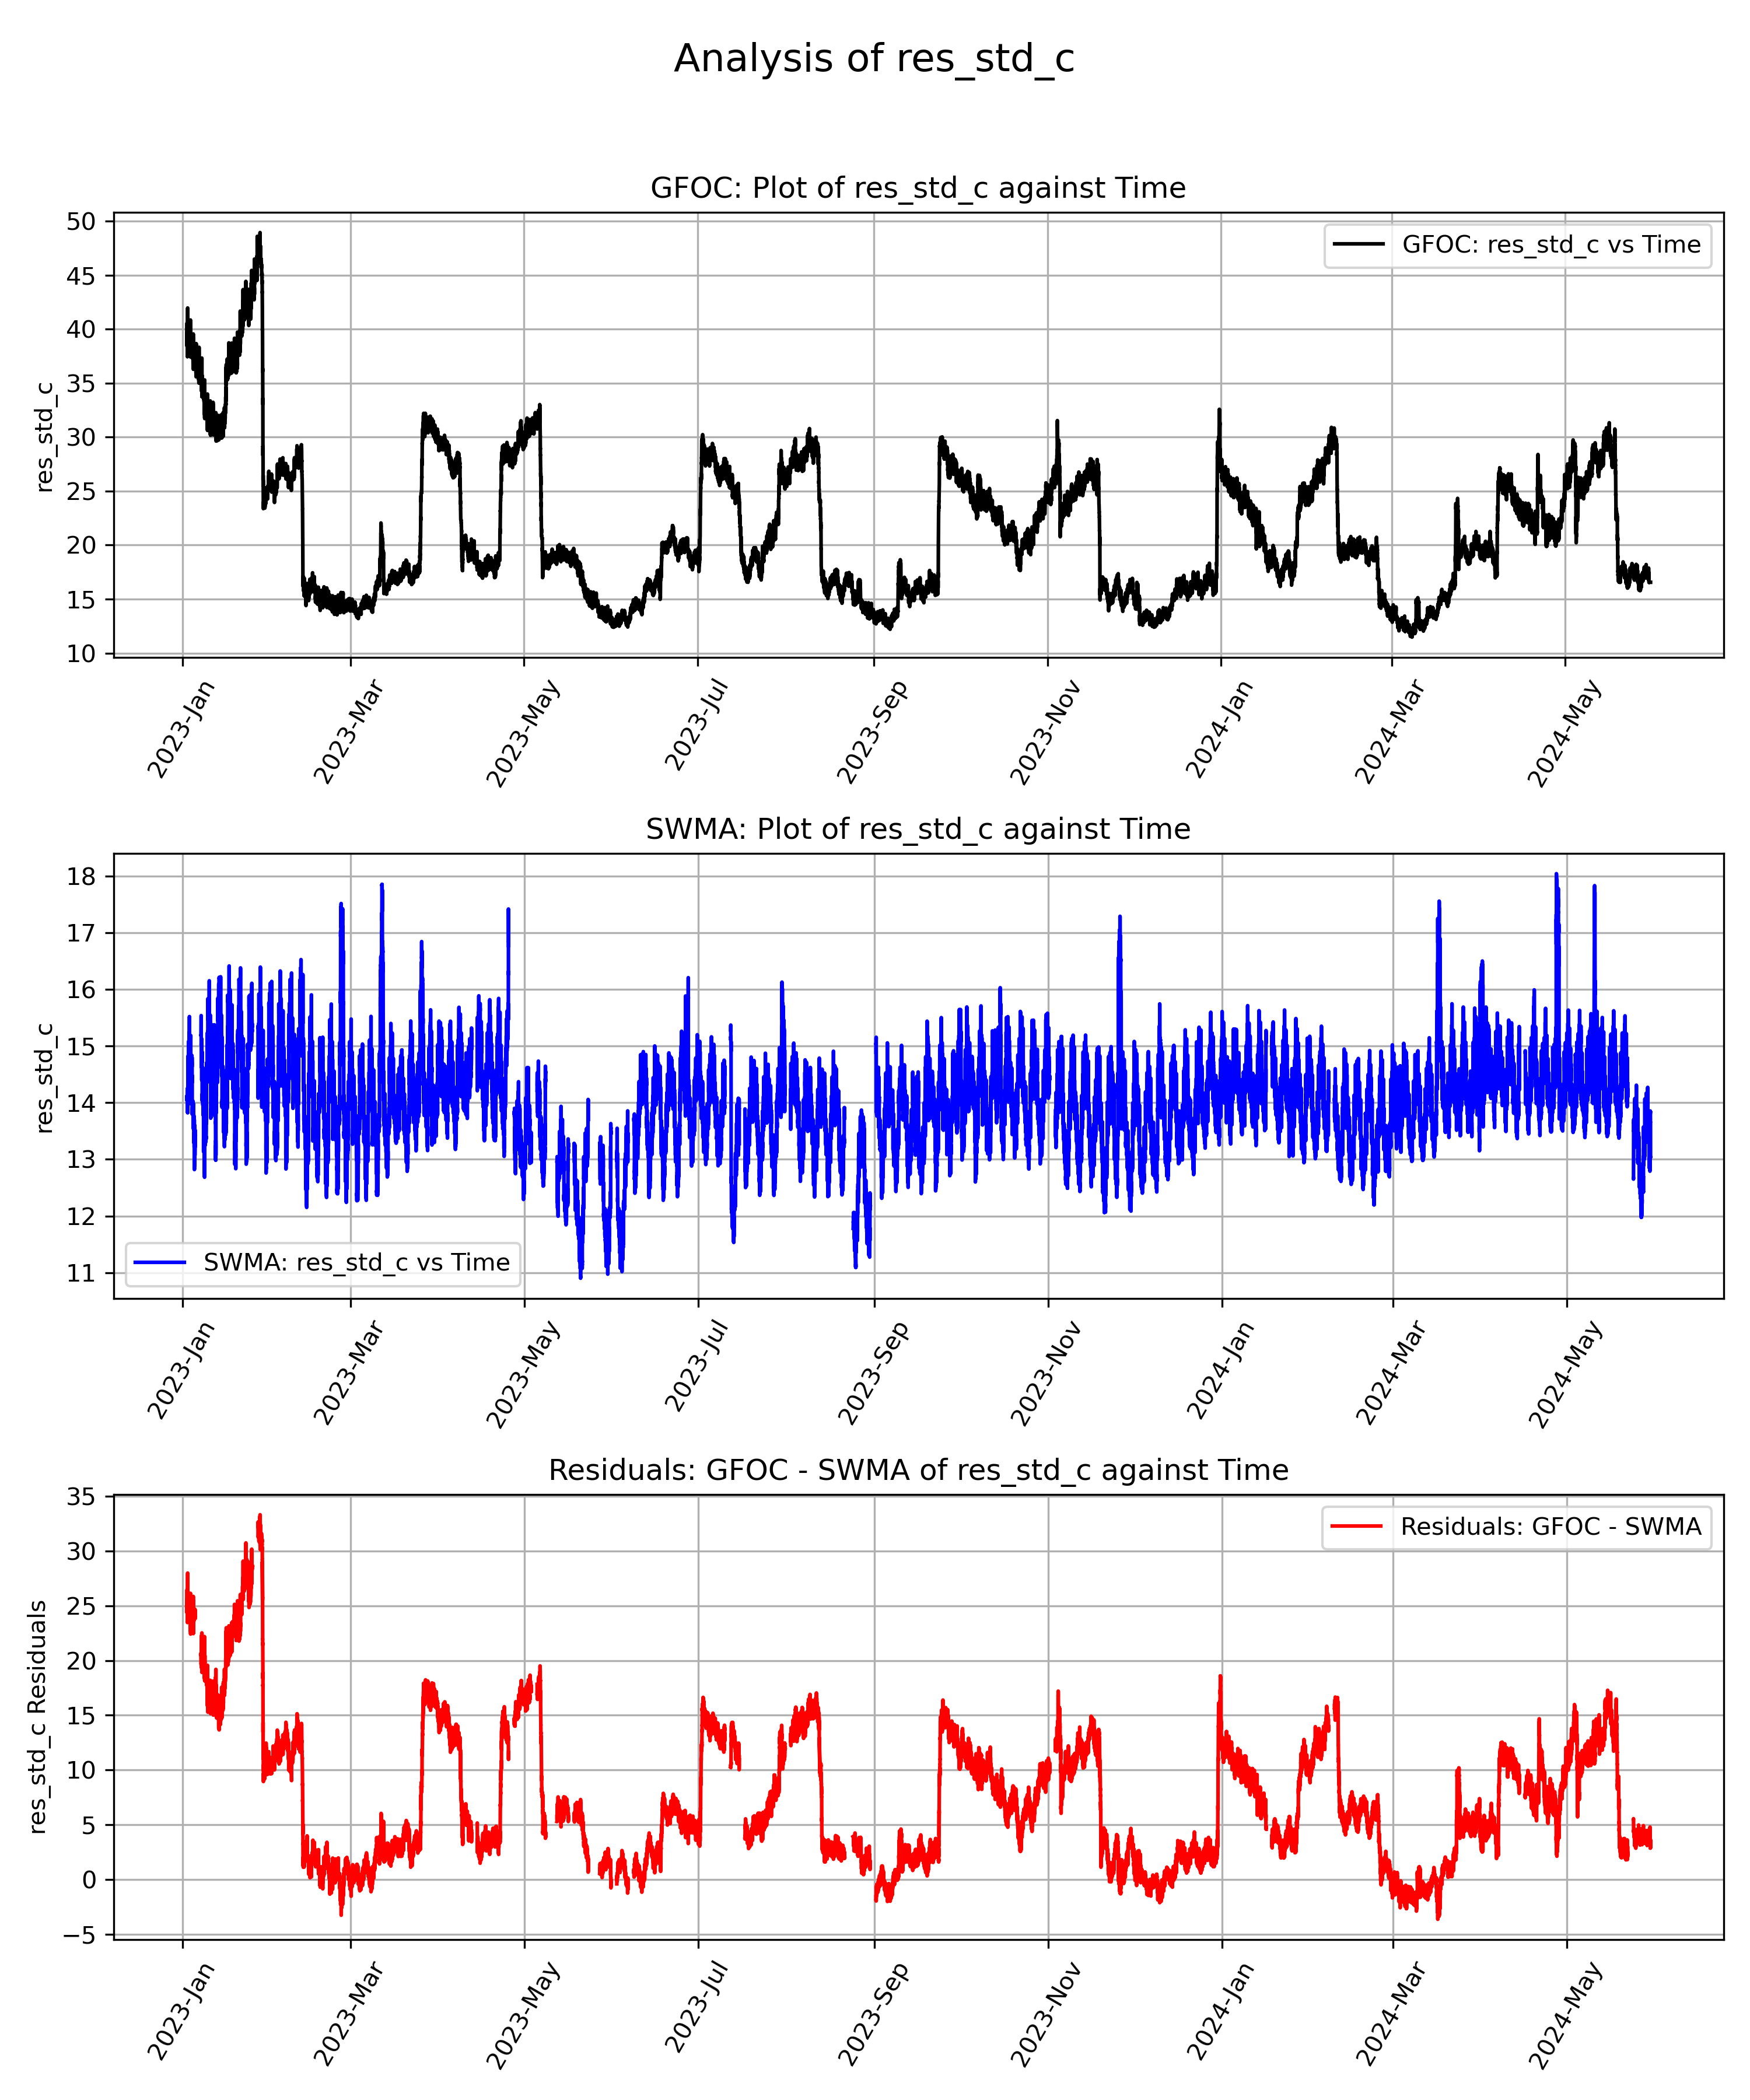 Analysis of res_std_c
GFOC: Plot of res_std_c against Time
50
45
40
35
30
25
20
15
10
res_std_c
GFOC: res_std_c vs Time
2023-Jan
2023-Mar
2023-May
2023-Jul
2023-Sep
2023-Nov
2024-Jan
2024-Mar
2024-May
SWMA: Plot of res_std_c against Time
18
17
16
15
14
13
12
11
res_std_c
SWMA: res_std_c vs Time
2023-Jan
2023-Mar
2023-May
2023-Jul
2023-Sep
2023-Nov
2024-Jan
2024-Mar
2024-May
Residuals: GFOC - SWMA of res_std_c against Time
35
30
25
20
15
10
5
0
−5
res_std_c Residuals
Residuals: GFOC - SWMA
2023-Jan
2023-Mar
2023-May
2023-Jul
2023-Sep
2023-Nov
2024-Jan
2024-Mar
2024-May